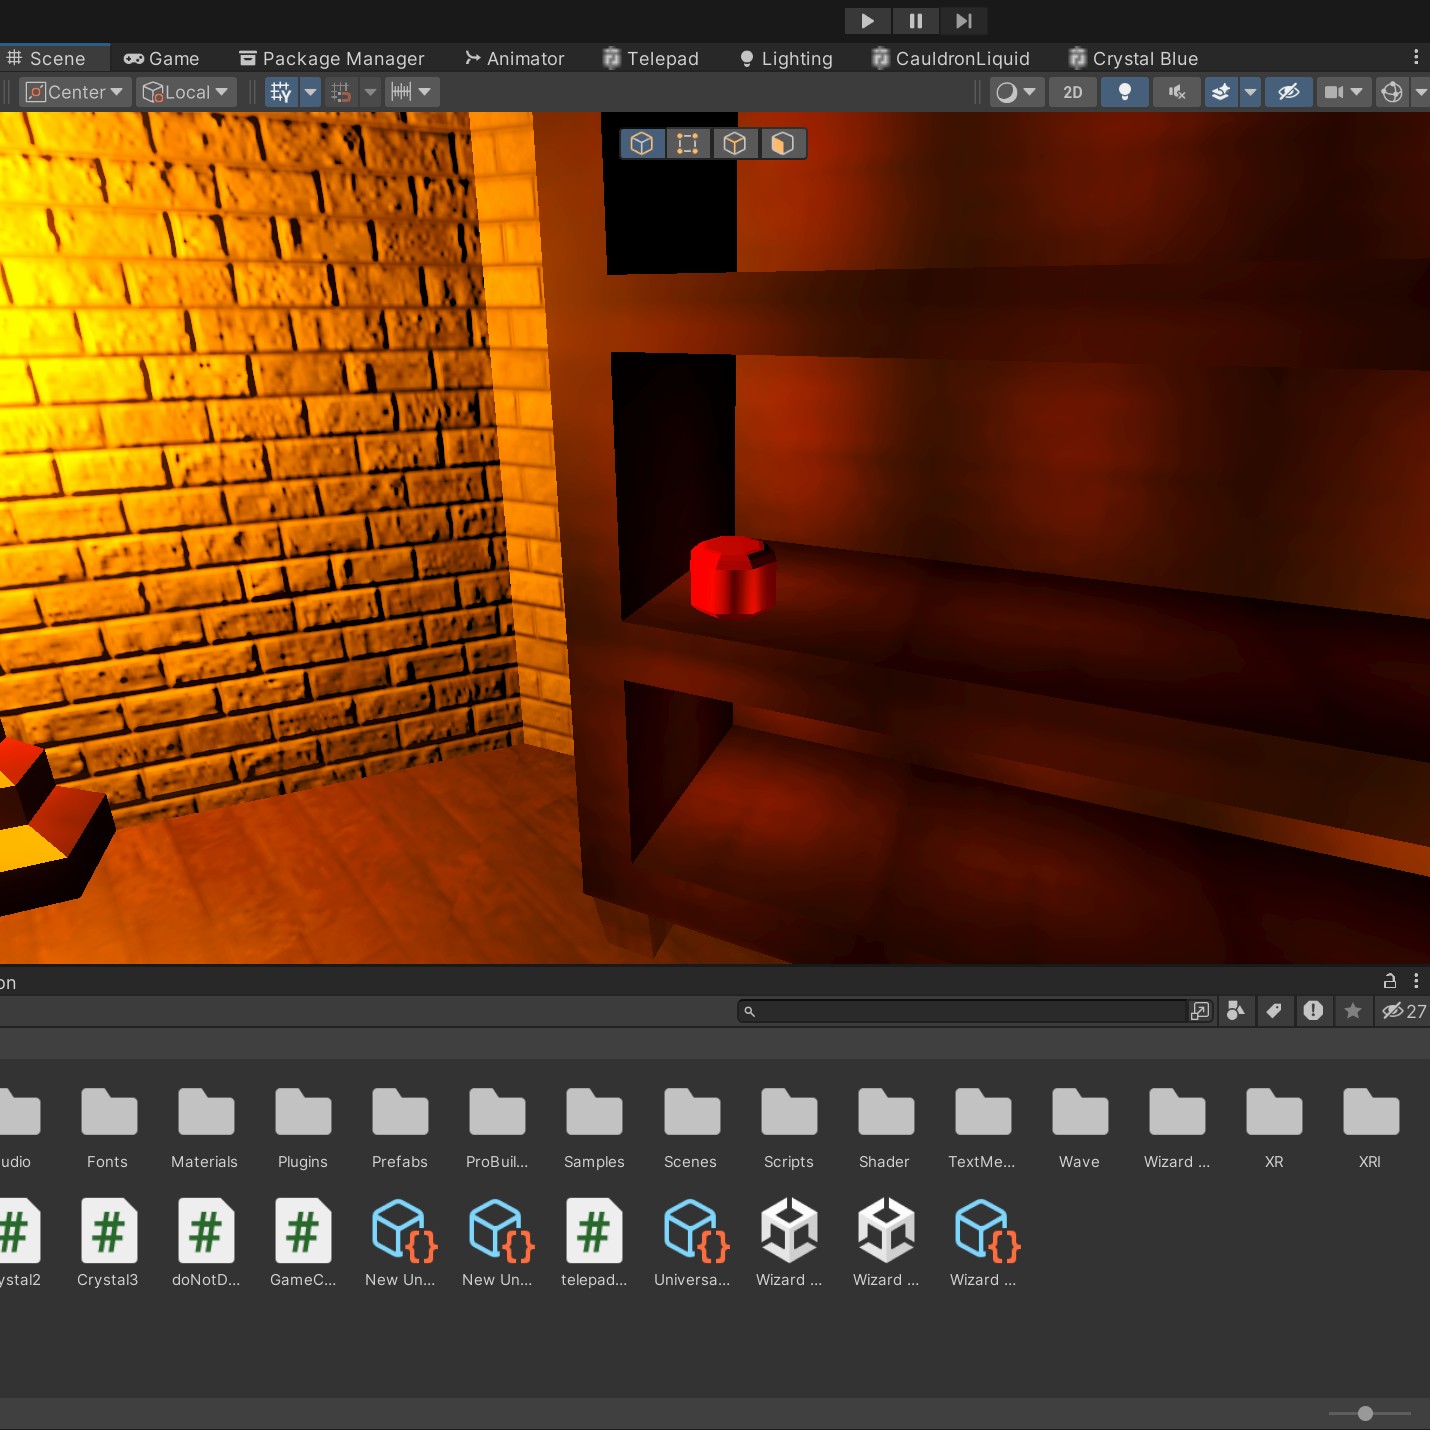 Scene Game Package Manager Animator Telepad Lighting CauldronLiquid Crystal Blue
Center Local 2D
on
27
udio Fonts Materials Plugins Prefabs ProBuil... Samples Scenes Scripts Shader TextMe... Wave Wizard ... XR XRI
ystal2 Crystal3 doNotD... GameC... New Un... New Un... telepad... Universa... Wizard ... Wizard ... Wizard ...